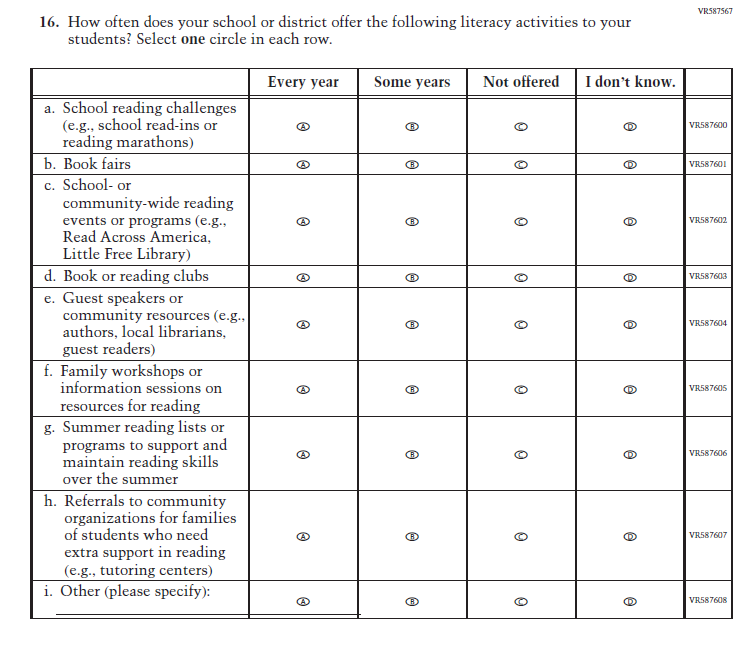 VR587567
16. How often does your school or district offer the following literacy activities to your
students? Select one circle in each row.
Every year Some years Not offered I don't know.
a. School reading challenges
(e.g., school read-ins or
reading marathons)
A B C D VR587600
b. Book fairs A B C D VR587601
c. School- or
community-wide reading
events or programs (e.g.,
Read Across America,
Little Free Library)
A B C D VR587602
d. Book or reading clubs A B C D VR587603
e. Guest speakers or
community resources (e.g.,
authors, local librarians,
guest readers)
A B C D VR587604
f. Family workshops or
information sessions on
resources for reading
A B C D VR587605
g. Summer reading lists or
programs to support and
maintain reading skills
over the summer
A B C D VR587606
h. Referrals to community
organizations for families
of students who need
extra support in reading
(e.g., tutoring centers)
A B C D VR587607
i. Other (please specify):
A B C D VR587608